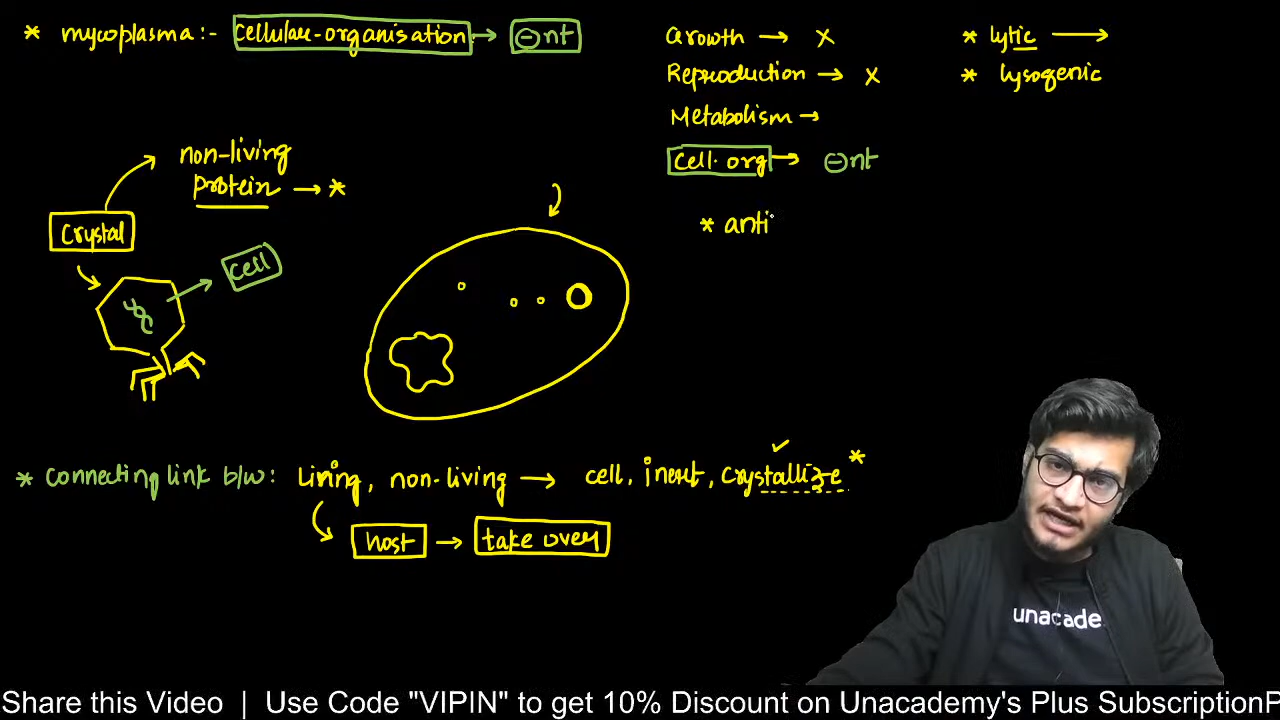 * mycoplasma:- Cellular-organisation → ⊖nt
Growth → x
Reproduction → x
Metabolism →
Cell. org → ⊖nt
* lytic →
* lysogenic
non-living
protein → *
Crystal
cell
* anti
* Connecting link b/w: Living, non-living → cell, inert, crystallize *
host → take over
unacade
Share this Video | Use Code "VIPIN" to get 10% Discount on Unacademy's Plus SubscriptionF